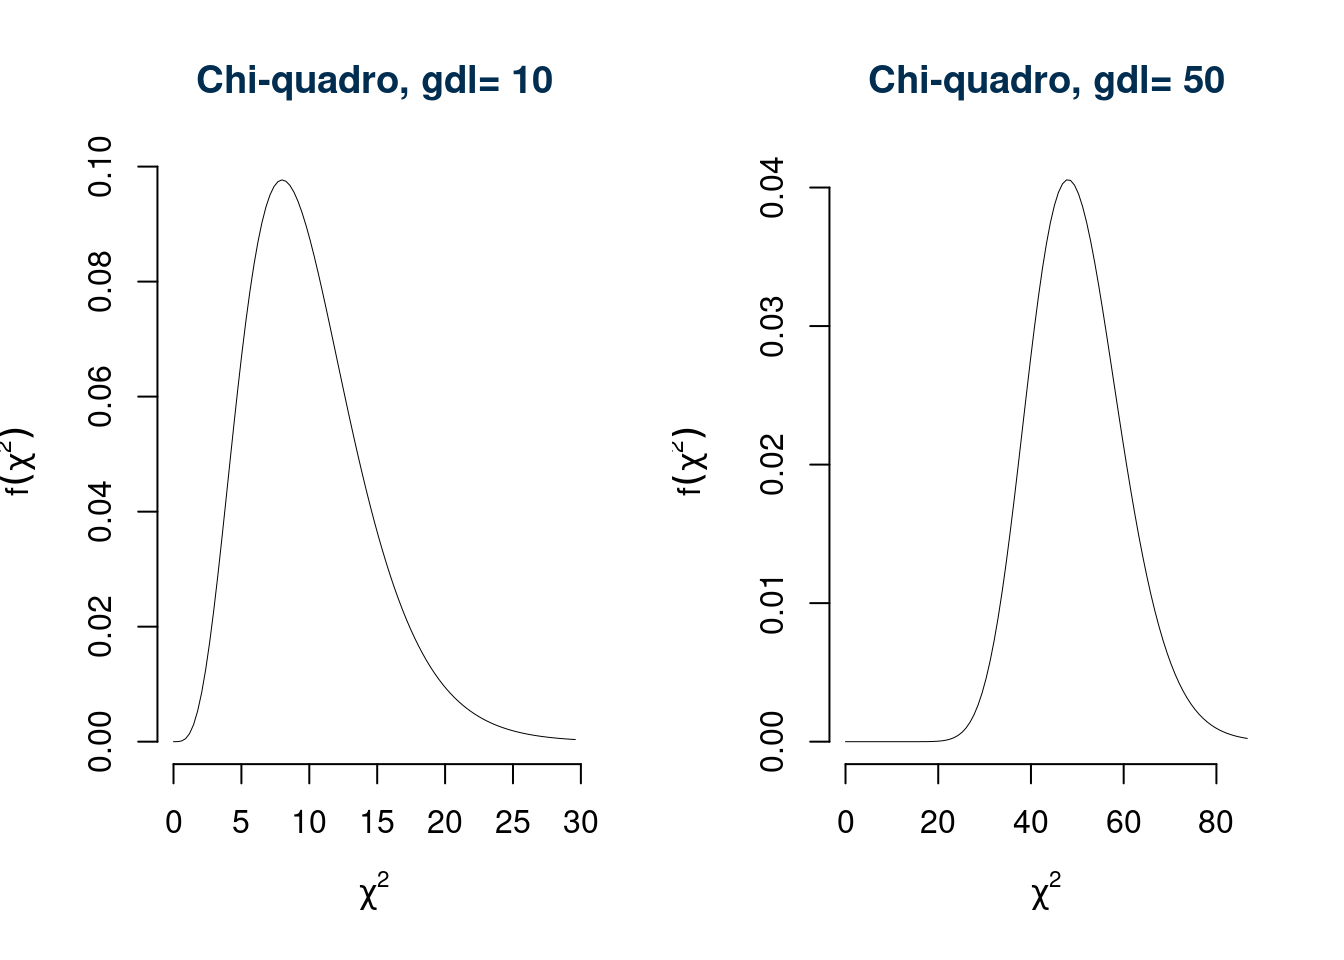 Chi-quadro, gdl= 10
f(χ²)
0.10
0.08
0.06
0.04
0.02
0.00
0 5 10 15 20 25 30
χ²
Chi-quadro, gdl= 50
f(χ²)
0.04
0.03
0.02
0.01
0.00
0 20 40 60 80
χ²